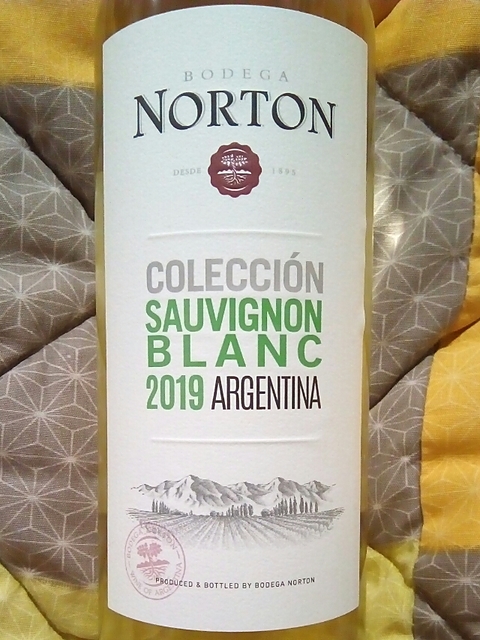 BODEGA
NORTON
DESDE 1895
COLECCIÓN
SAUVIGNON
BLANC
2019 ARGENTINA
PRODUCED & BOTTLED BY BODEGA NORTON